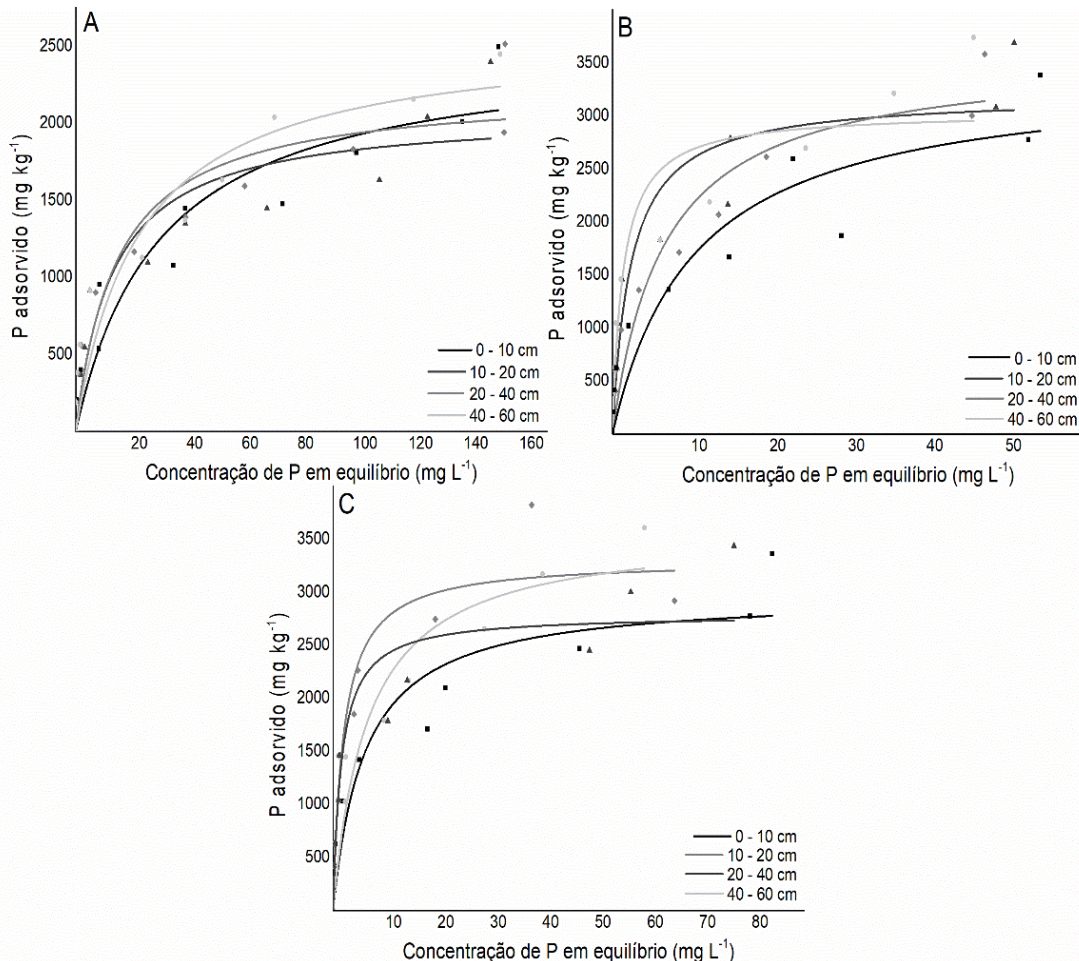 A
P adsorvido (mg kg⁻¹)
2500
2000
1500
1000
500
0 - 10 cm
10 - 20 cm
20 - 40 cm
40 - 60 cm
20 40 60 80 100 120 140 160
Concentração de P em equilíbrio (mg L⁻¹)
B
P adsorvido (mg kg⁻¹)
3500
3000
2500
2000
1500
1000
500
0 - 10 cm
10 - 20 cm
20 - 40 cm
40 - 60 cm
10 20 30 40 50
Concentração de P em equilíbrio (mg L⁻¹)
C
P adsorvido (mg kg⁻¹)
3500
3000
2500
2000
1500
1000
500
0 - 10 cm
10 - 20 cm
20 - 40 cm
40 - 60 cm
10 20 30 40 50 60 70 80
Concentração de P em equilíbrio (mg L⁻¹)